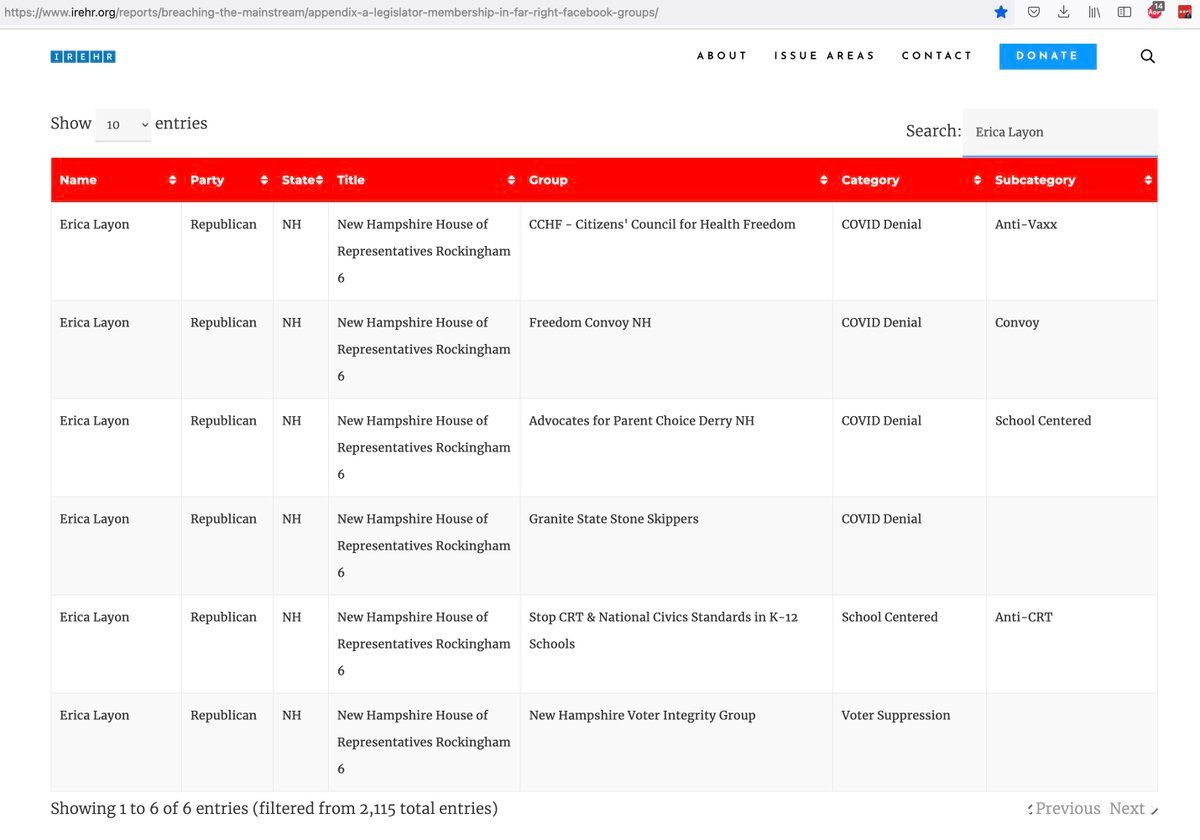 https://www.irehr.org/reports/breaching-the-mainstream/appendix-a-legislator-membership-in-far-right-facebook-groups/
14
IREHR
ABOUT ISSUE AREAS CONTACT DONATE
Show 10 entries
Search: Erica Layon
Name Party State Title Group Category Subcategory
Erica Layon Republican NH New Hampshire House of CCHF - Citizens' Council for Health Freedom COVID Denial Anti-Vaxx
Representatives Rockingham
6
Erica Layon Republican NH New Hampshire House of Freedom Convoy NH COVID Denial Convoy
Representatives Rockingham
6
Erica Layon Republican NH New Hampshire House of Advocates for Parent Choice Derry NH COVID Denial School Centered
Representatives Rockingham
6
Erica Layon Republican NH New Hampshire House of Granite State Stone Skippers COVID Denial
Representatives Rockingham
6
Erica Layon Republican NH New Hampshire House of Stop CRT & National Civics Standards in K-12 School Centered Anti-CRT
Representatives Rockingham Schools
6
Erica Layon Republican NH New Hampshire House of New Hampshire Voter Integrity Group Voter Suppression
Representatives Rockingham
6
Showing 1 to 6 of 6 entries (filtered from 2,115 total entries)
Previous Next